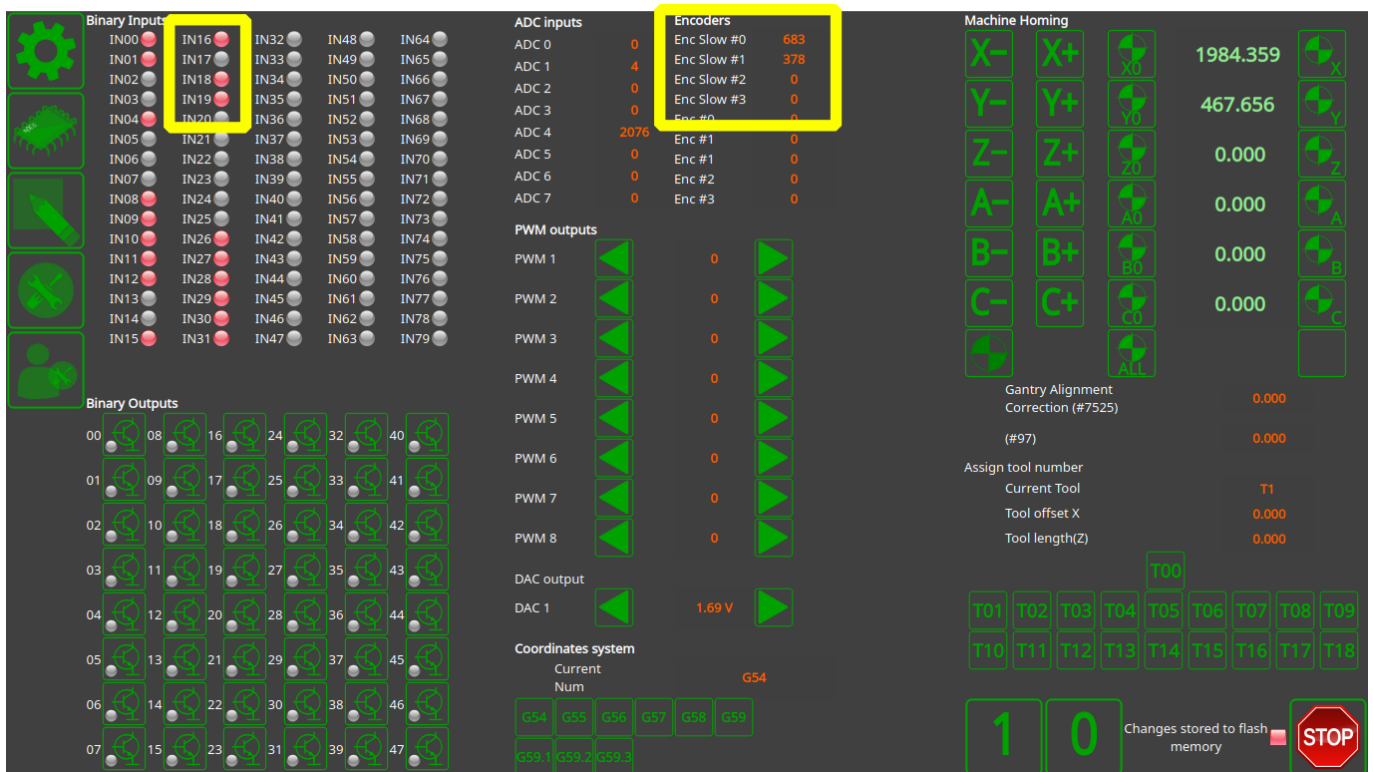 Binary Inputs
IN00 IN16 IN32 IN48 IN64
IN01 IN17 IN33 IN49 IN65
IN02 IN18 IN34 IN50 IN66
IN03 IN19 IN35 IN51 IN67
IN04 IN20 IN36 IN52 IN68
IN05 IN21 IN37 IN53 IN69
IN06 IN22 IN38 IN54 IN70
IN07 IN23 IN39 IN55 IN71
IN08 IN24 IN40 IN56 IN72
IN09 IN25 IN41 IN57 IN73
IN10 IN26 IN42 IN58 IN74
IN11 IN27 IN43 IN59 IN75
IN12 IN28 IN44 IN60 IN76
IN13 IN29 IN45 IN61 IN77
IN14 IN30 IN46 IN62 IN78
IN15 IN31 IN47 IN63 IN79
Binary Outputs
00 08 16 24 32 40
01 09 17 25 33 41
02 10 18 26 34 42
03 11 19 27 35 43
04 12 20 28 36 44
05 13 21 29 37 45
06 14 22 30 38 46
07 15 23 31 39 47
ADC inputs
ADC 0 0
ADC 1 4
ADC 2 0
ADC 3 0
ADC 4 2076
ADC 5 0
ADC 6 0
ADC 7 0
Encoders
Enc Slow #0 683
Enc Slow #1 378
Enc Slow #2 0
Enc Slow #3 0
Enc #0 0
Enc #1 0
Enc #1 0
Enc #2 0
Enc #3 0
PWM outputs
PWM 1 0
PWM 2 0
PWM 3 0
PWM 4 0
PWM 5 0
PWM 6 0
PWM 7 0
PWM 8 0
DAC output
DAC 1 1.69 V
Coordinates system
Current
Num
G54
G54 G55 G56 G57 G58 G59
G59.1 G59.2 G59.3
Machine Homing
X- X+ X0 1984.359 X
Y- Y+ Y0 467.656 Y
Z- Z+ Z0 0.000 Z
A- A+ A0 0.000 A
B- B+ B0 0.000 B
C- C+ C0 0.000 C
ALL
Gantry Alignment
Correction (#7525)
0.000
(#97) 0.000
Assign tool number
Current Tool T1
Tool offset X 0.000
Tool length(Z) 0.000
T00
T01 T02 T03 T04 T05 T06 T07 T08 T09
T10 T11 T12 T13 T14 T15 T16 T17 T18
1 0
Changes stored to flash
memory
STOP